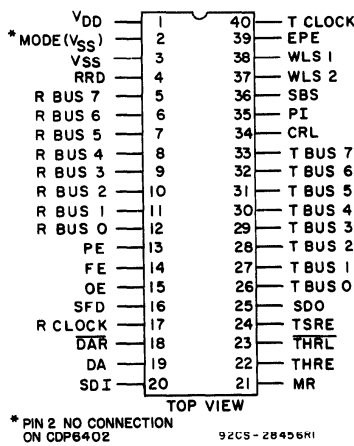 VDD 1 40 T CLOCK
*MODE(VSS) 2 39 EPE
VSS 3 38 WLS 1
RRD 4 37 WLS 2
R BUS 7 5 36 SBS
R BUS 6 6 35 PI
R BUS 5 7 34 CRL
R BUS 4 8 33 T BUS 7
R BUS 3 9 32 T BUS 6
R BUS 2 10 31 T BUS 5
R BUS 1 11 30 T BUS 4
R BUS 0 12 29 T BUS 3
PE 13 28 T BUS 2
FE 14 27 T BUS 1
OE 15 26 T BUS 0
SFD 16 25 SDO
R CLOCK 17 24 TSRE
D̅A̅R̅ 18 23 T̅H̅R̅L̅
DA 19 22 THRE
SDI 20 21 MR
TOP VIEW
* PIN 2 NO CONNECTION
ON CDP6402
92CS-28456R1